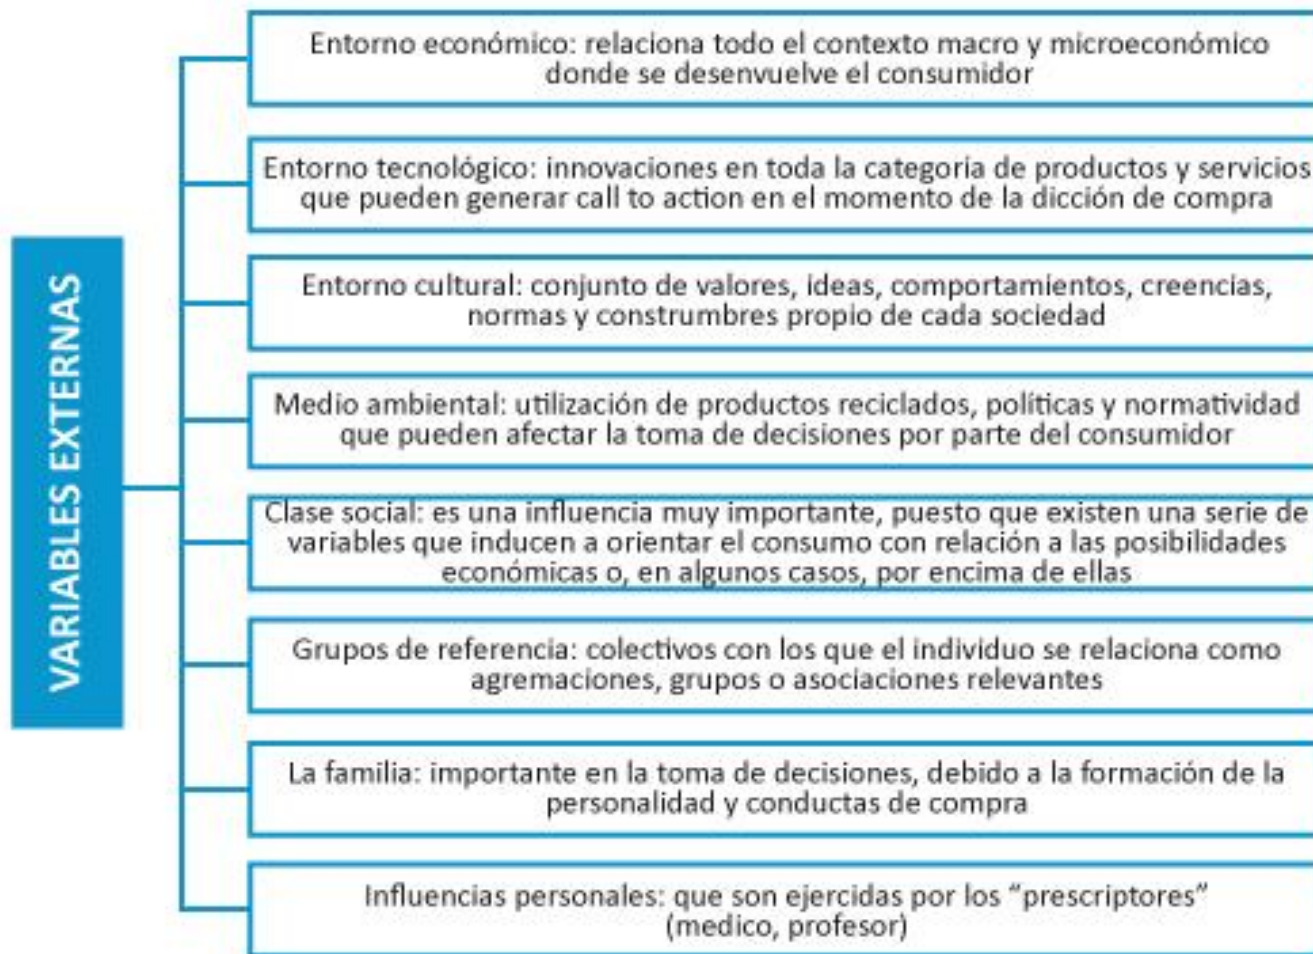 VARIABLES EXTERNAS
Entorno económico: relaciona todo el contexto macro y microeconómico
donde se desenvuelve el consumidor
Entorno tecnológico: innovaciones en toda la categoría de productos y servicios
que pueden generar call to action en el momento de la dicción de compra
Entorno cultural: conjunto de valores, ideas, comportamientos, creencias,
normas y construmbres propio de cada sociedad
Medio ambiental: utilización de productos reciclados, políticas y normatividad
que pueden afectar la toma de decisiones por parte del consumidor
Clase social: es una influencia muy importante, puesto que existen una serie de
variables que inducen a orientar el consumo con relación a las posibilidades
económicas o, en algunos casos, por encima de ellas
Grupos de referencia: colectivos con los que el individuo se relaciona como
agremaciones, grupos o asociaciones relevantes
La familia: importante en la toma de decisiones, debido a la formación de la
personalidad y conductas de compra
Influencias personales: que son ejercidas por los “prescriptores”
(medico, profesor)